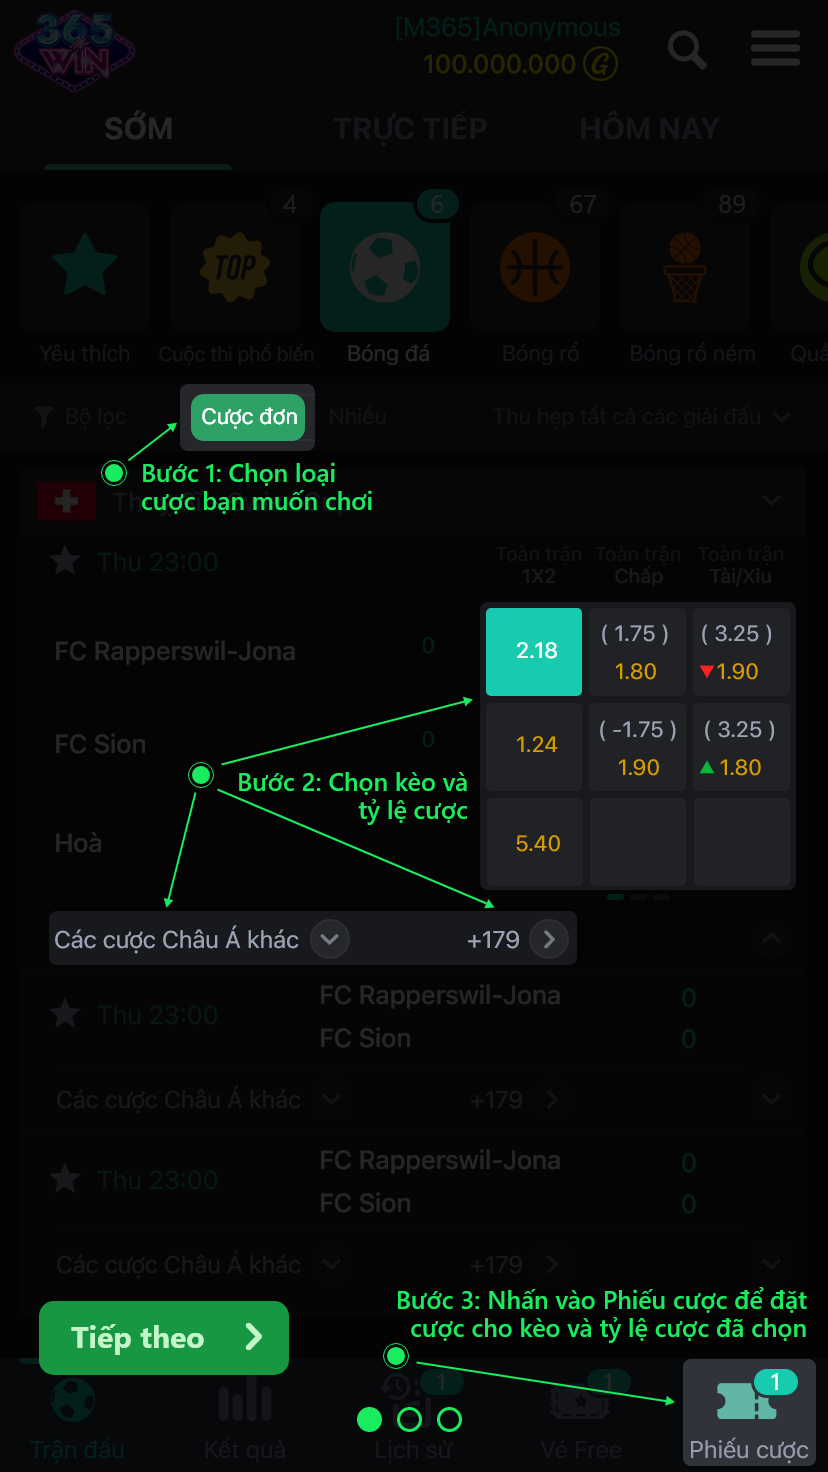 365
WIN
[M365]Anonymous
100.000.000 G
SỚM
TRỰC TIẾP
HÔM NAY
4
6
67
89
TOP
Yêu thích
Cuộc thi phổ biến
Bóng đá
Bóng rổ
Bóng rổ ném
Quầ
Bộ lọc
Cược đơn
Nhiều
Thu hẹp tất cả các giải đấu
Bước 1: Chọn loại
cược bạn muốn chơi
Thu 23:00
Toàn trận
1X2
Toàn trận
Chấp
Toàn trận
Tài/Xỉu
FC Rapperswil-Jona
0
2.18
( 1.75 )
1.80
( 3.25 )
1.90
FC Sion
0
1.24
( -1.75 )
1.90
( 3.25 )
1.80
Bước 2: Chọn kèo và
tỷ lệ cược
Hoà
5.40
Các cược Châu Á khác
+179
Thu 23:00
FC Rapperswil-Jona
0
FC Sion
0
Các cược Châu Á khác
+179
Thu 23:00
FC Rapperswil-Jona
0
FC Sion
0
Các cược Châu Á khác
+179
Bước 3: Nhấn vào Phiếu cược để đặt
cược cho kèo và tỷ lệ cược đã chọn
Tiếp theo
1
1
1
Trận đấu
Kết quả
Lịch sử
Vé Free
Phiếu cược